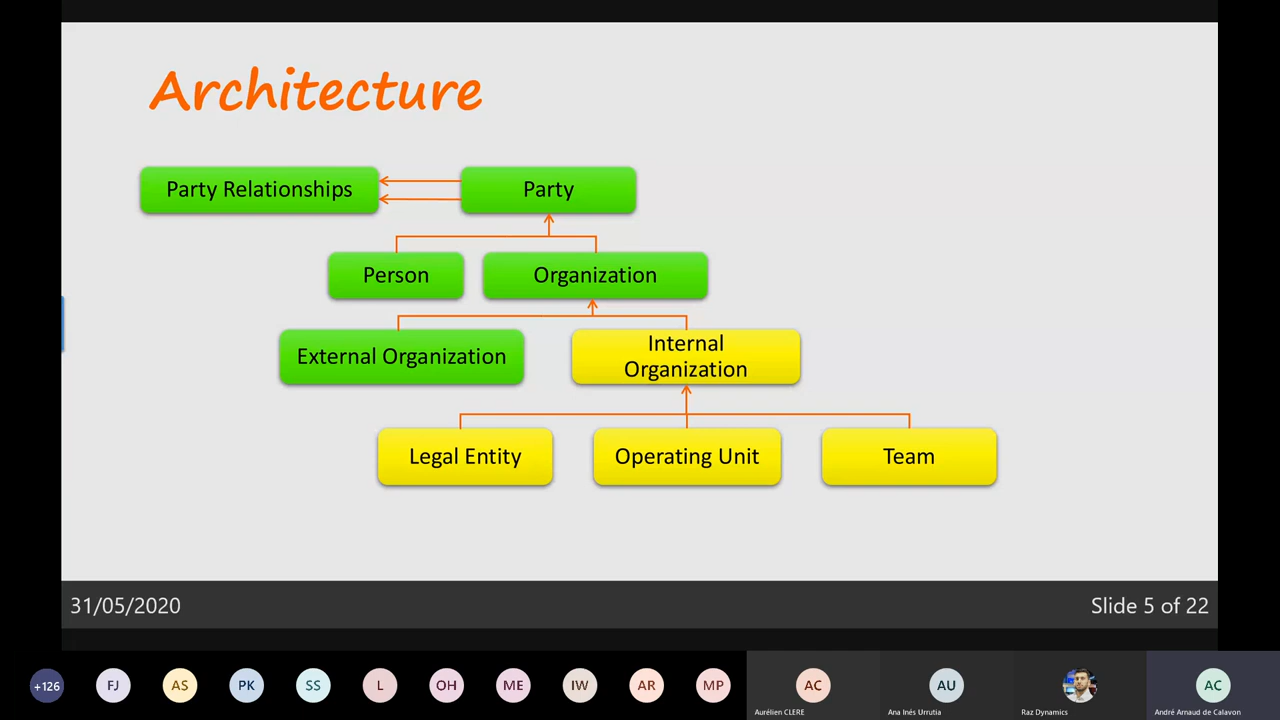 Architecture
Party Relationships
Party
Person
Organization
External Organization
Internal
Organization
Legal Entity
Operating Unit
Team
31/05/2020
Slide 5 of 22
+126
FJ
AS
PK
SS
L
OH
ME
IW
AR
MP
AC
AU
AC
Aurélien CLERE
Ana Inés Urrutia
Raz Dynamics
André Arnaud de Calavon